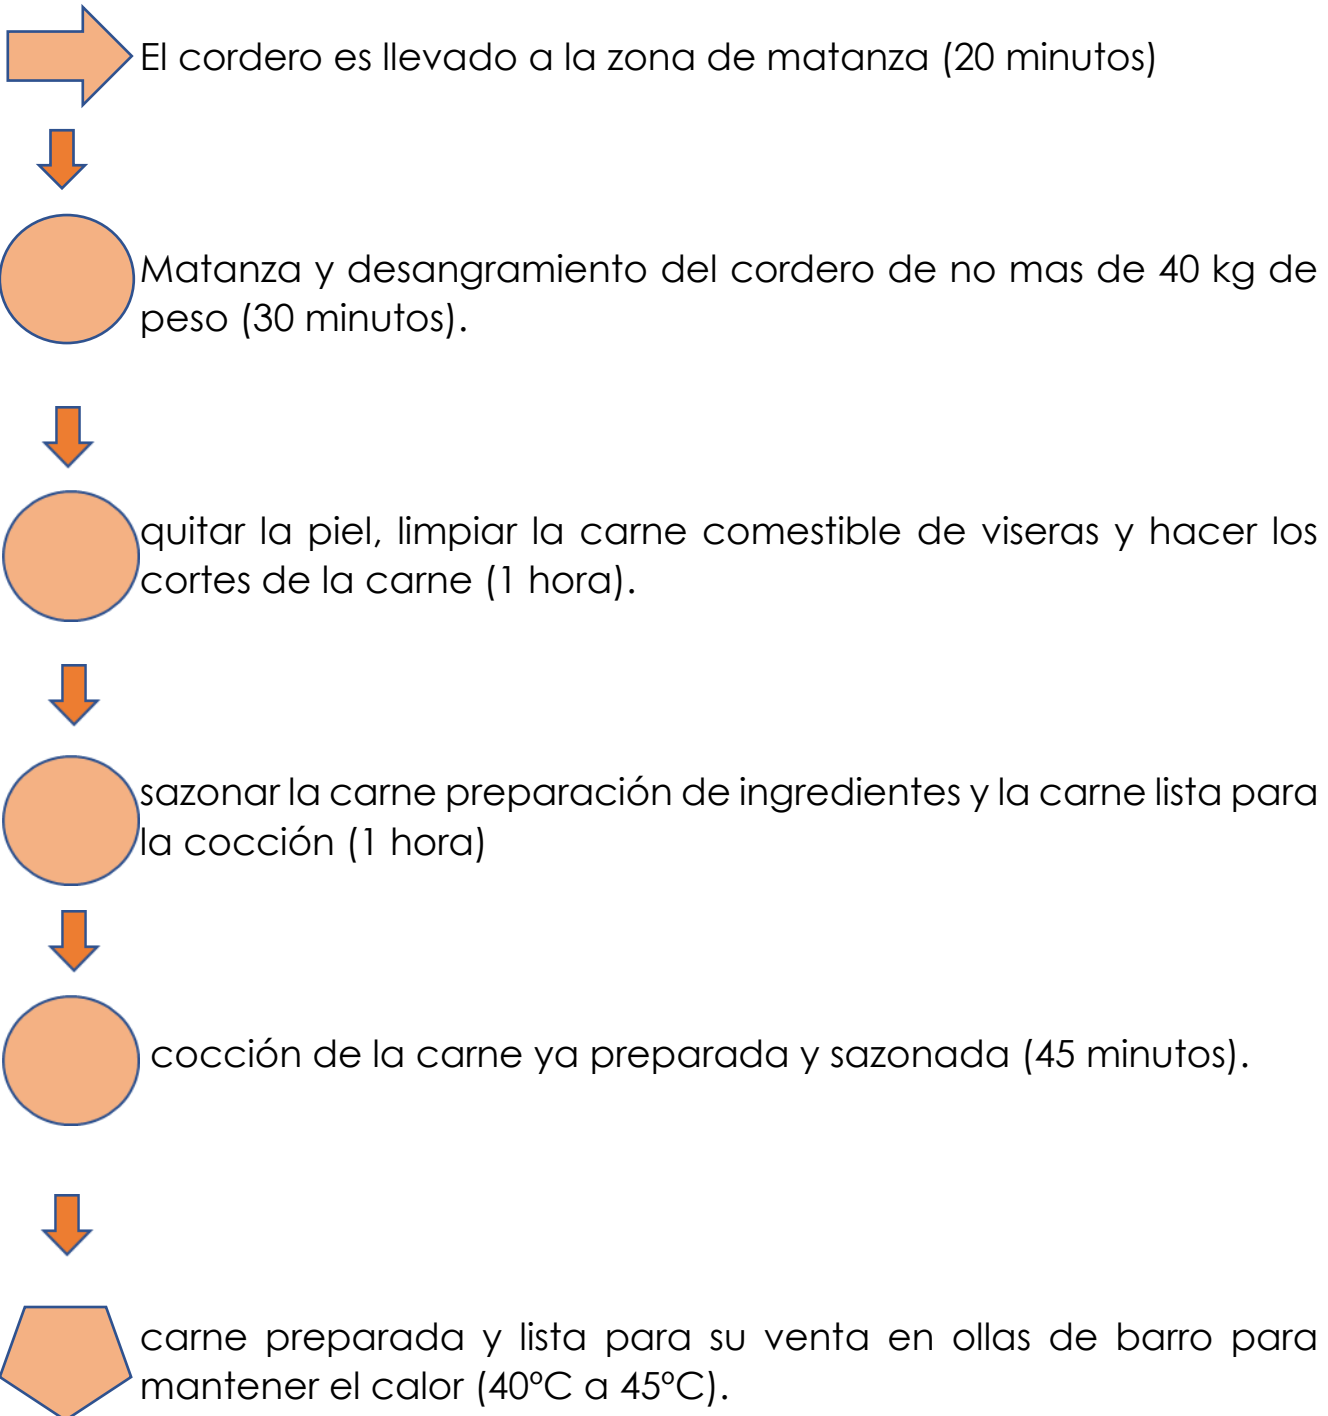 El cordero es llevado a la zona de matanza (20 minutos)
Matanza y desangramiento del cordero de no mas de 40 kg de
peso (30 minutos).
quitar la piel, limpiar la carne comestible de viseras y hacer los
cortes de la carne (1 hora).
sazonar la carne preparación de ingredientes y la carne lista para
la cocción (1 hora)
cocción de la carne ya preparada y sazonada (45 minutos).
carne preparada y lista para su venta en ollas de barro para
mantener el calor (40ºC a 45ºC).